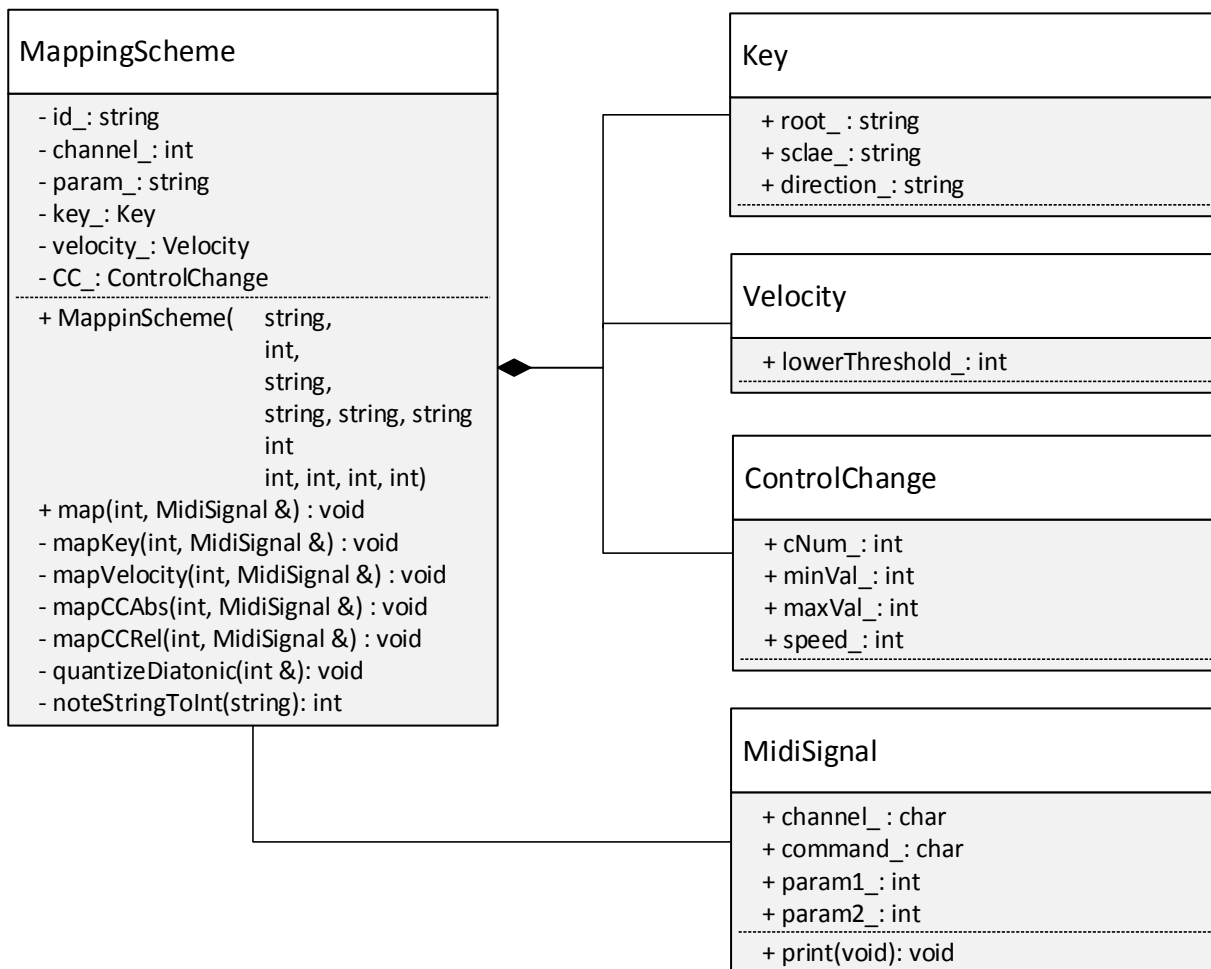 MappingScheme
- id_: string
- channel_: int
- param_: string
- key_: Key
- velocity_: Velocity
- CC_: ControlChange
+ MappinScheme( string,
int,
string,
string, string, string
int
int, int, int, int)
+ map(int, MidiSignal &) : void
- mapKey(int, MidiSignal &) : void
- mapVelocity(int, MidiSignal &) : void
- mapCCAbs(int, MidiSignal &) : void
- mapCCRel(int, MidiSignal &) : void
- quantizeDiatonic(int &): void
- noteStringToInt(string): int
Key
+ root_ : string
+ sclae_: string
+ direction_: string
Velocity
+ lowerThreshold_: int
ControlChange
+ cNum_: int
+ minVal_: int
+ maxVal_: int
+ speed_: int
MidiSignal
+ channel_ : char
+ command_: char
+ param1_: int
+ param2_: int
+ print(void): void